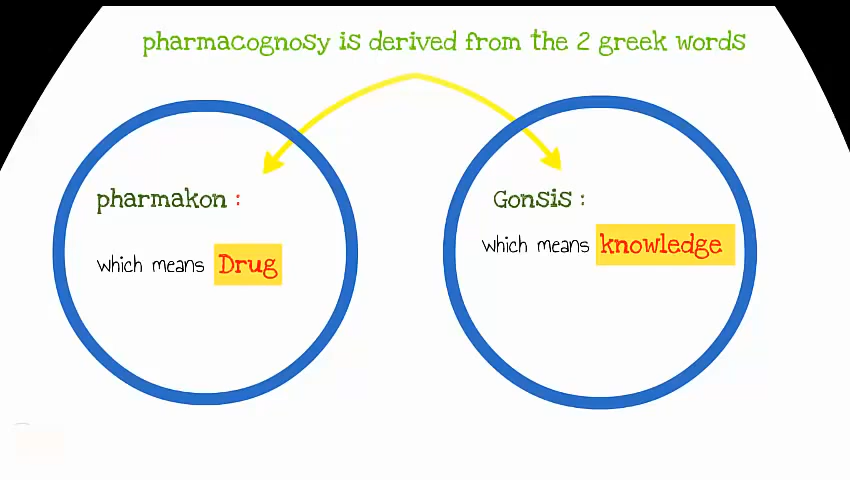 pharmacognosy is derived from the 2 greek words
pharmakon :
which means Drug
Gonsis :
which means knowledge